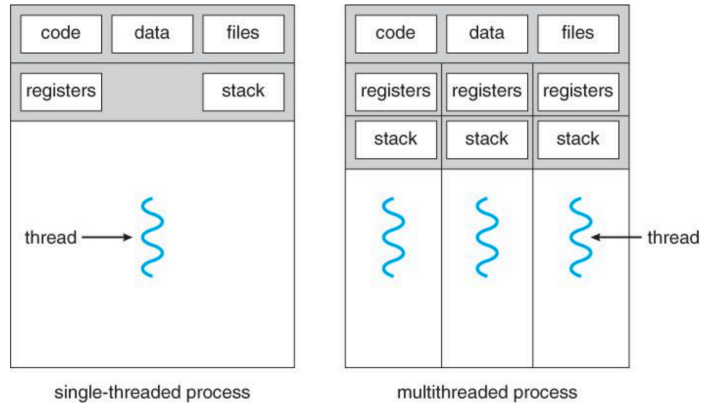 code data files
registers stack
thread
single-threaded process
code data files
registers registers registers
stack stack stack
thread
multithreaded process